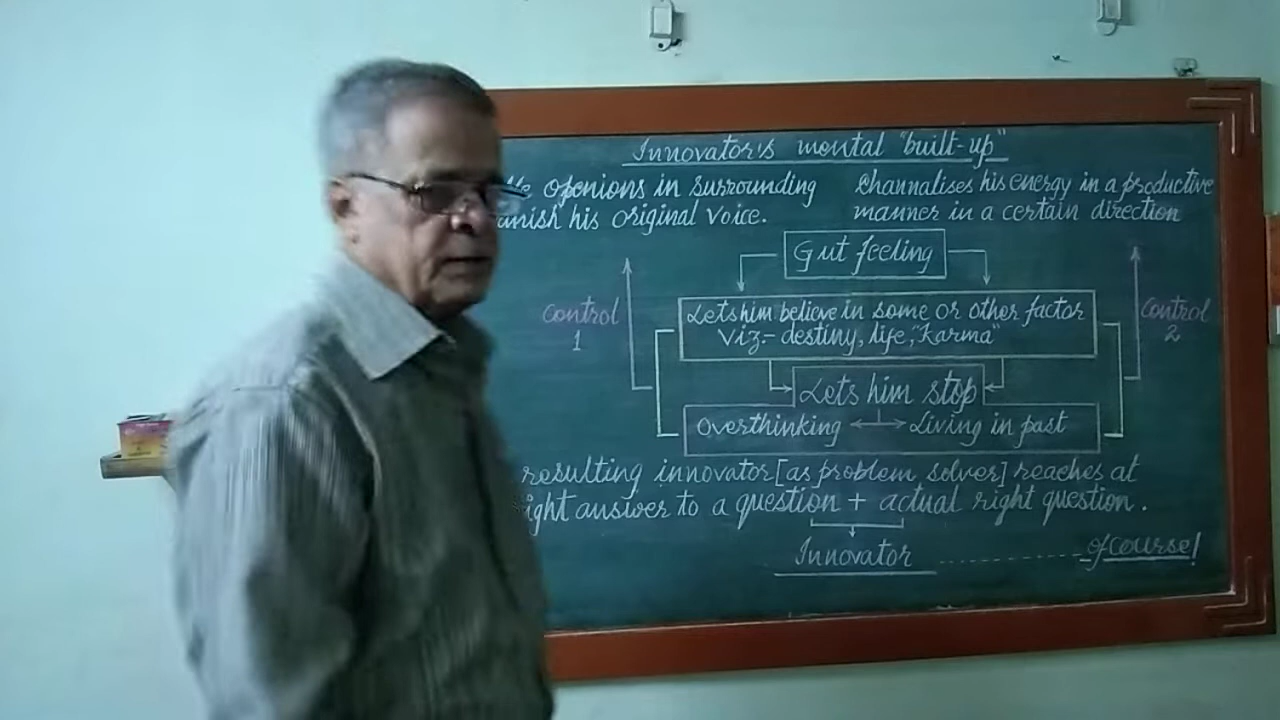 Innovator's mental "built-up"
openions in surrounding
his original voice.
Channalises his energy in a productive
manner in a certain direction
Gut feeling
Control
1
Lets him believe in some or other factor
Viz:- destiny, life, "Karma"
Control
2
Lets him stop
Overthinking
Living in past
resulting innovator [as problem solver] reaches at
answer to a question + actual right question.
Innovator
of course!